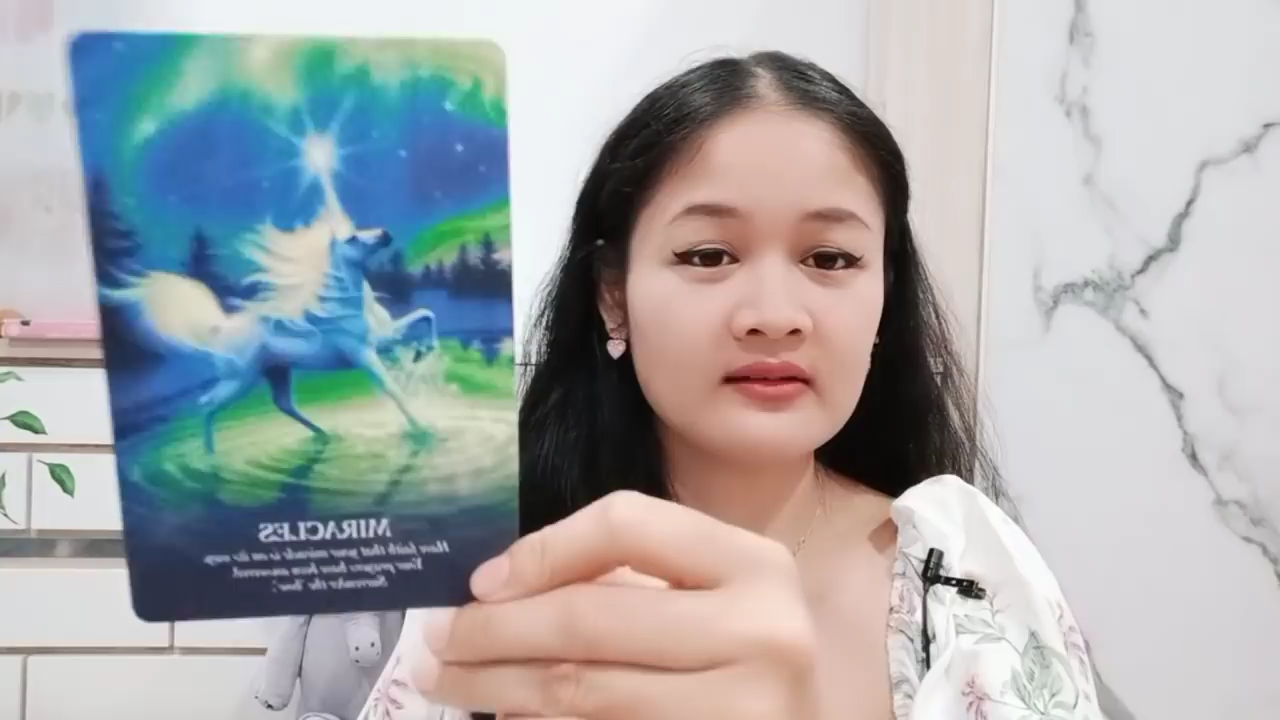 MIRACLES
Have faith that your miracle is on its way.
Your prayers have been answered.
Surrender the 'how'.